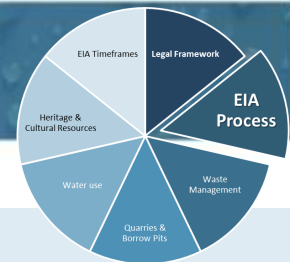 Legal Framework
EIA
Process
Waste
Management
Quarries &
Borrow Pits
Water use
Heritage &
Cultural Resources
EIA Timeframes